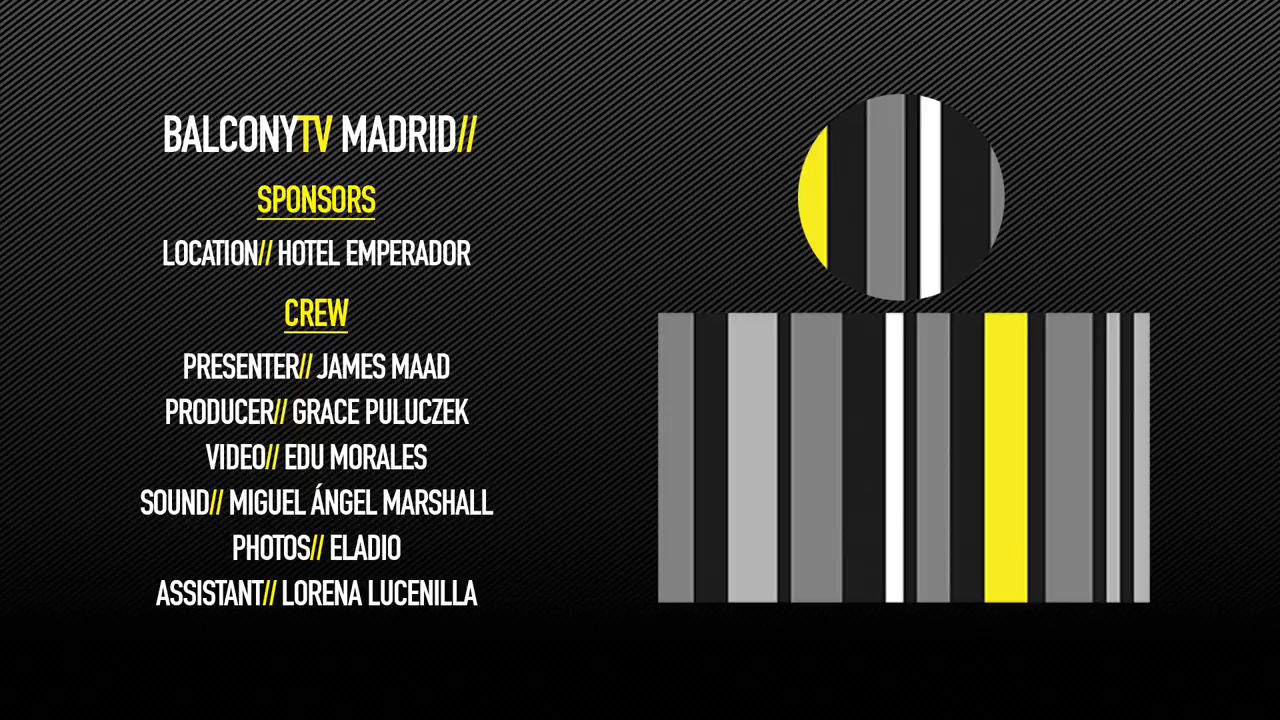 BALCONYTV MADRID//
SPONSORS
LOCATION// HOTEL EMPERADOR
CREW
PRESENTER// JAMES MAAD
PRODUCER// GRACE PULUCZEK
VIDEO// EDU MORALES
SOUND// MIGUEL ÁNGEL MARSHALL
PHOTOS// ELADIO
ASSISTANT// LORENA LUCENILLA